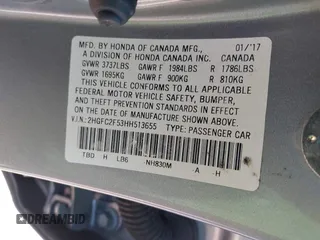 MFD. BY HONDA OF CANADA MFG., 01/'17
A DIVISION OF HONDA CANADA INC. CANADA
GVWR 3737LBS GAWR F 1984LBS R 1786LBS
GVWR 1695KG GAWR F 900KG R 810KG
THIS VEHICLE CONFORMS TO ALL APPLICABLE
FEDERAL MOTOR VEHICLE SAFETY, BUMPER,
AND THEFT PREVENTION STANDARDS IN EFFECT
ON THE DATE OF MANUFACTURE SHOWN ABOVE.
V.I.N.: 2HGFC2F53HH513655 TYPE: PASSENGER CAR
TBD H LB6 NH830M A -H
DREAMBID